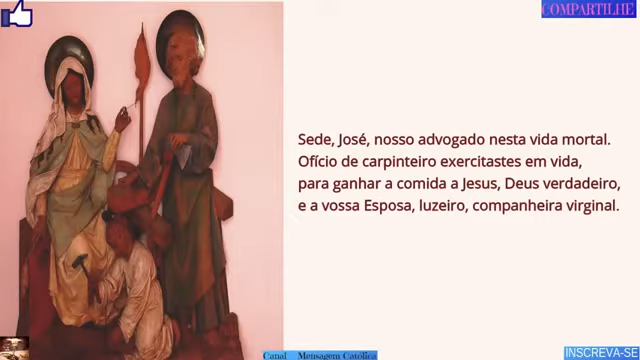 COMPARTILHE
Sede, José, nosso advogado nesta vida mortal.
Ofício de carpinteiro exercitastes em vida,
para ganhar a comida a Jesus, Deus verdadeiro,
e a vossa Esposa, luzeiro, companheira virginal.
Canal Mensagem Católica
INSCREVA-SE